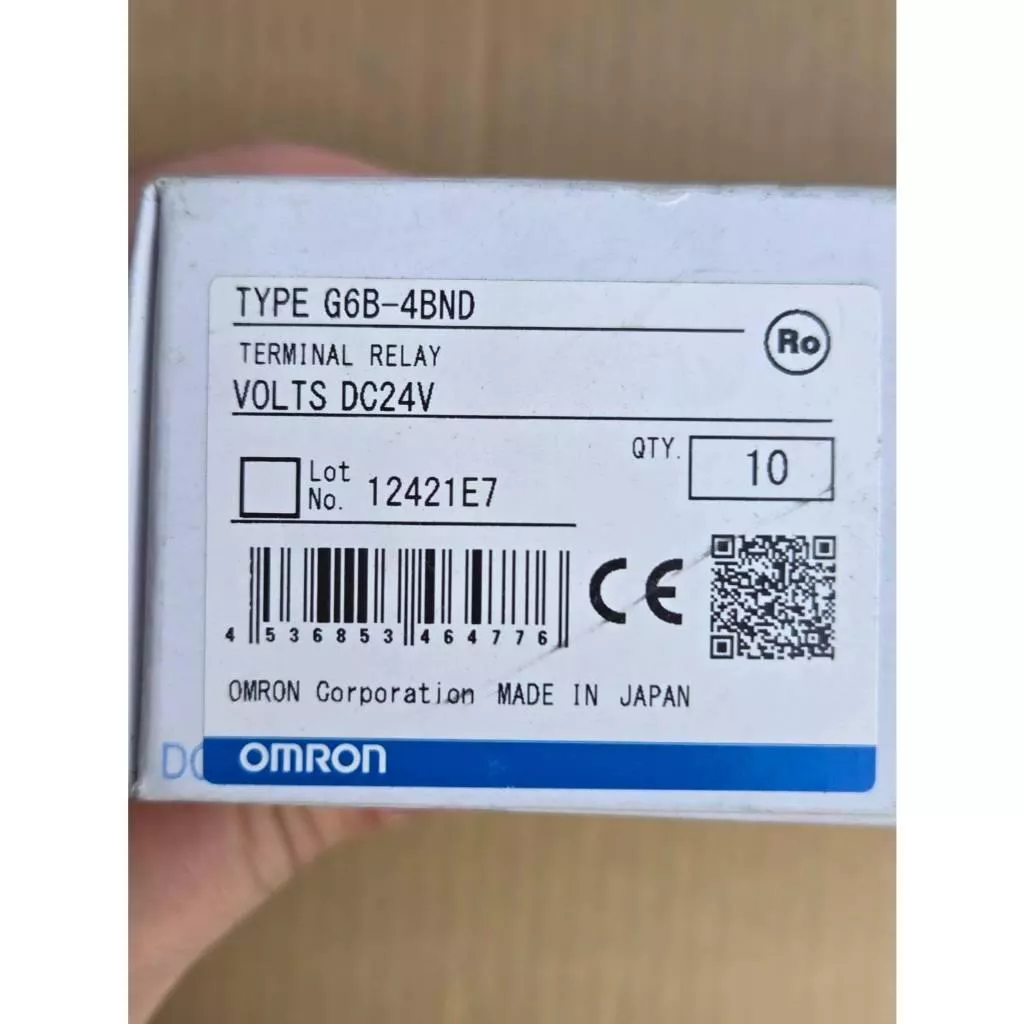 TYPE G6B-4BND
Ro
TERMINAL RELAY
VOLTS DC24V
QTY. 10
Lot No. 12421E7
4 536853 464776
CE
OMRON Corporation MADE IN JAPAN
DC
OMRON